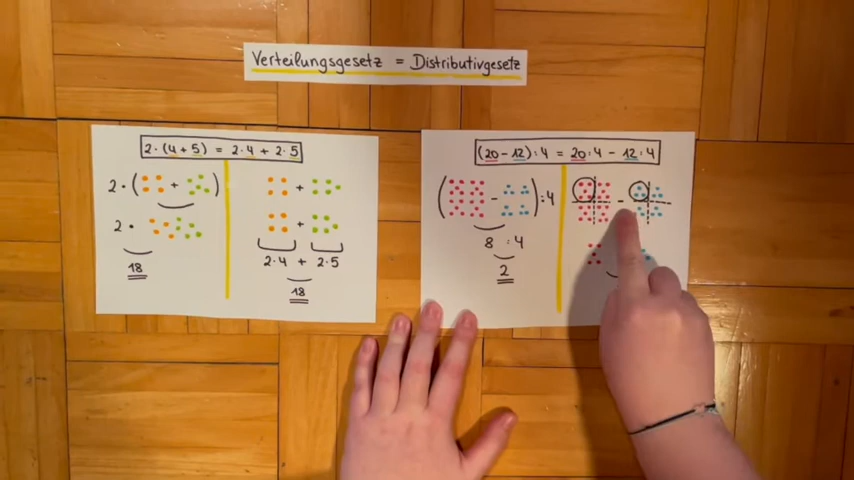 Verteilungsgesetz = Distributivgesetz
2·(4+5) = 2·4 + 2·5
2·( + )
+
2·
+
2·4 + 2·5
18
18
(20-12):4 = 20:4 - 12:4
( - ):4
-
8 :4
2